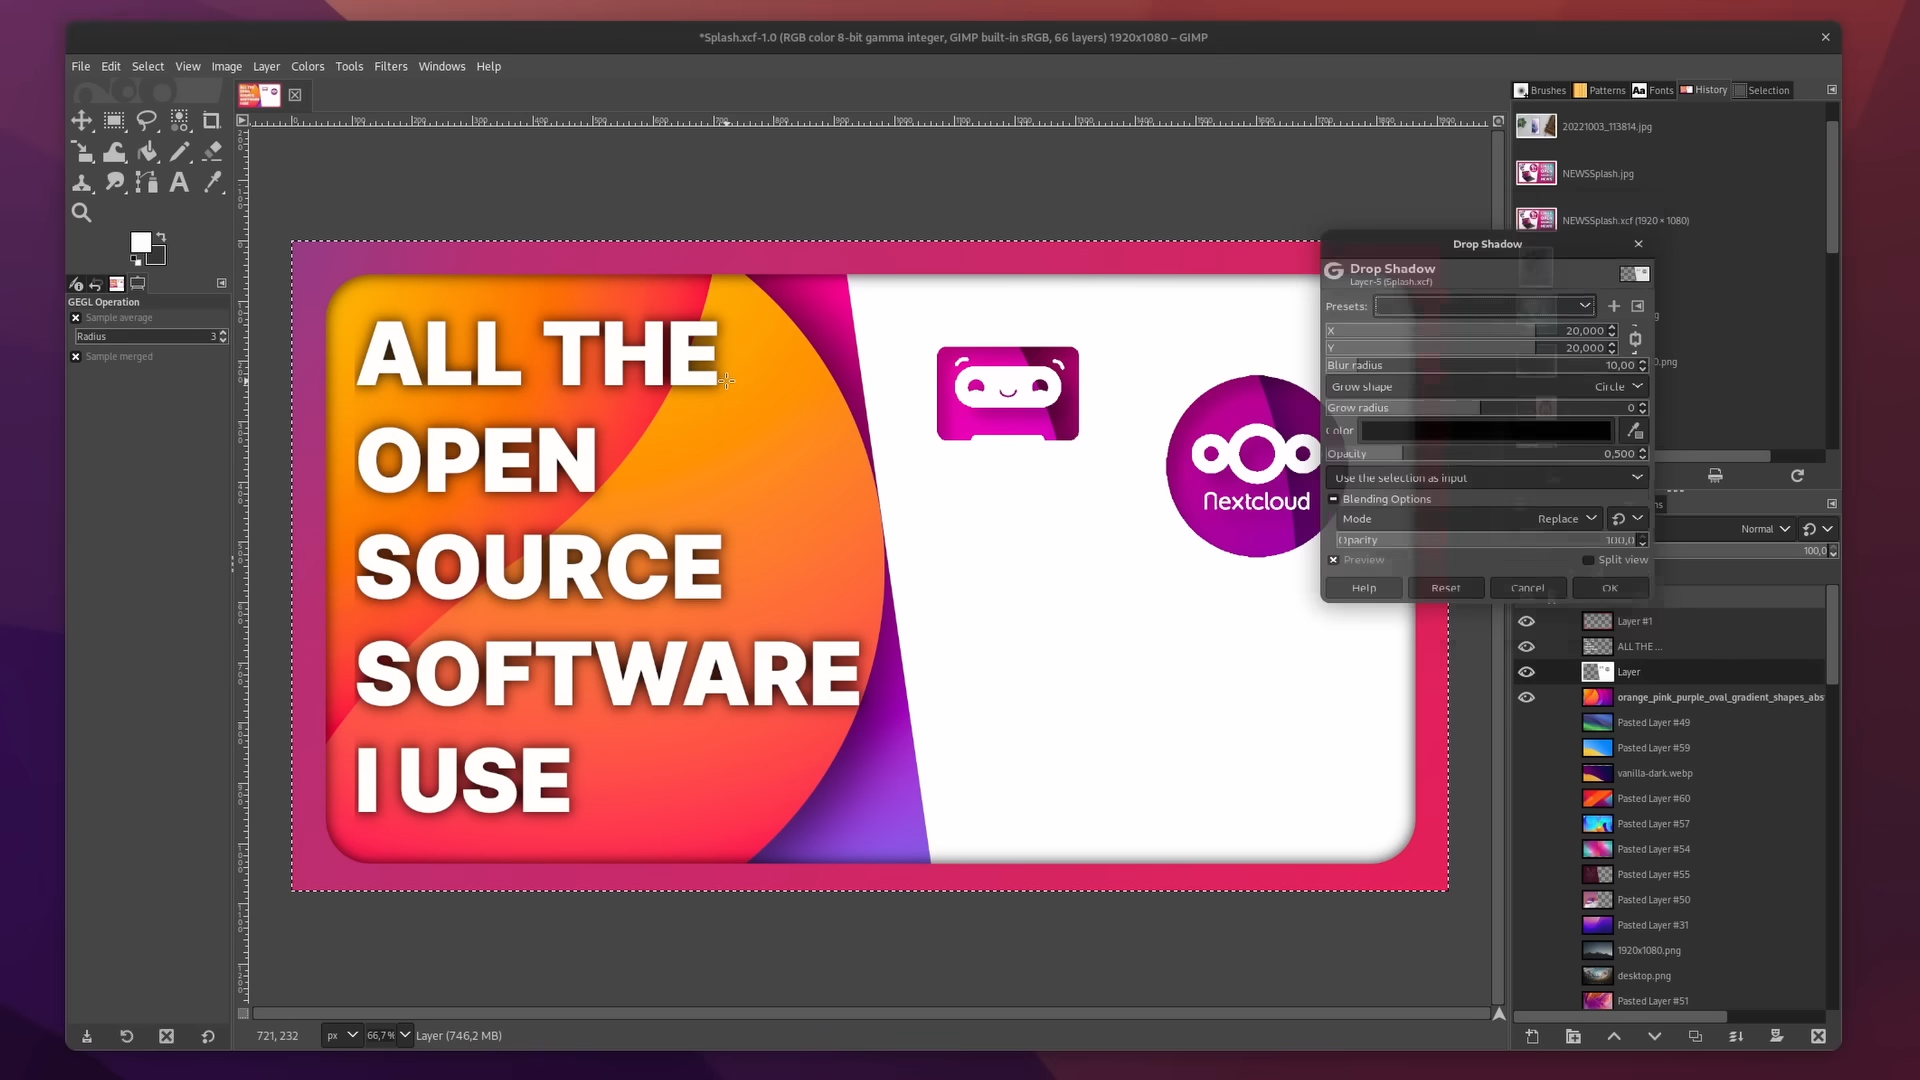 *Splash.xcf-1.0 (RGB color 8-bit gamma integer, GIMP built-in sRGB, 66 layers) 1920x1080 – GIMP
File Edit Select View Image Layer Colors Tools Filters Windows Help
Brushes Patterns Fonts History Selection
20221003_113814.jpg
NEWSSplash.jpg
NEWSSplash.xcf (1920 × 1080)
GEGL Operation
Sample average
Radius 3
Sample merged
ALL THE
OPEN
SOURCE
SOFTWARE
I USE
Nextcloud
Drop Shadow
Drop Shadow
Layer-5 (Splash.xcf)
Presets:
X 20,000
Y 20,000
Blur radius 10,00
Grow shape Circle
Grow radius 0
Color
Opacity 0,500
Use the selection as input
Blending Options
Mode Replace
Opacity 100,0
Preview Split view
Help Reset Cancel OK
Normal
100,0
Layer #1
ALL THE ...
Layer
orange_pink_purple_oval_gradient_shapes_abs
Pasted Layer #49
Pasted Layer #59
vanilla-dark.webp
Pasted Layer #60
Pasted Layer #57
Pasted Layer #54
Pasted Layer #55
Pasted Layer #50
Pasted Layer #31
1920x1080.png
desktop.png
Pasted Layer #51
721, 232 px 66,7% Layer (746,2 MB)